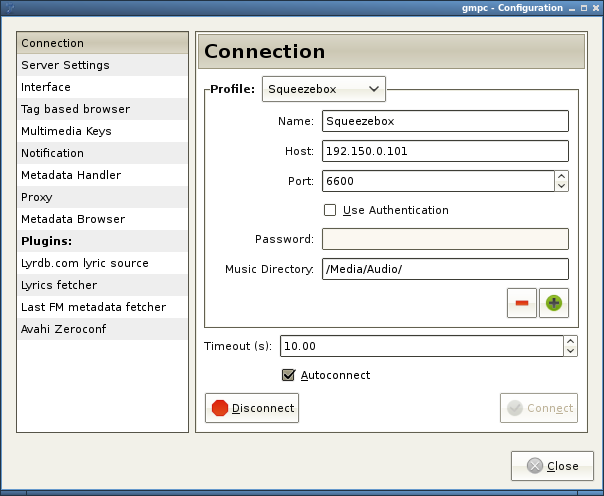 gmpc - Configuration
Connection
Server Settings
Interface
Tag based browser
Multimedia Keys
Notification
Metadata Handler
Proxy
Metadata Browser
Plugins:
Lyrdb.com lyric source
Lyrics fetcher
Last FM metadata fetcher
Avahi Zeroconf
Connection
Profile: Squeezebox
Name: Squeezebox
Host: 192.150.0.101
Port: 6600
Use Authentication
Password:
Music Directory: /Media/Audio/
Timeout (s): 10.00
Autoconnect
Disconnect Connect
Close